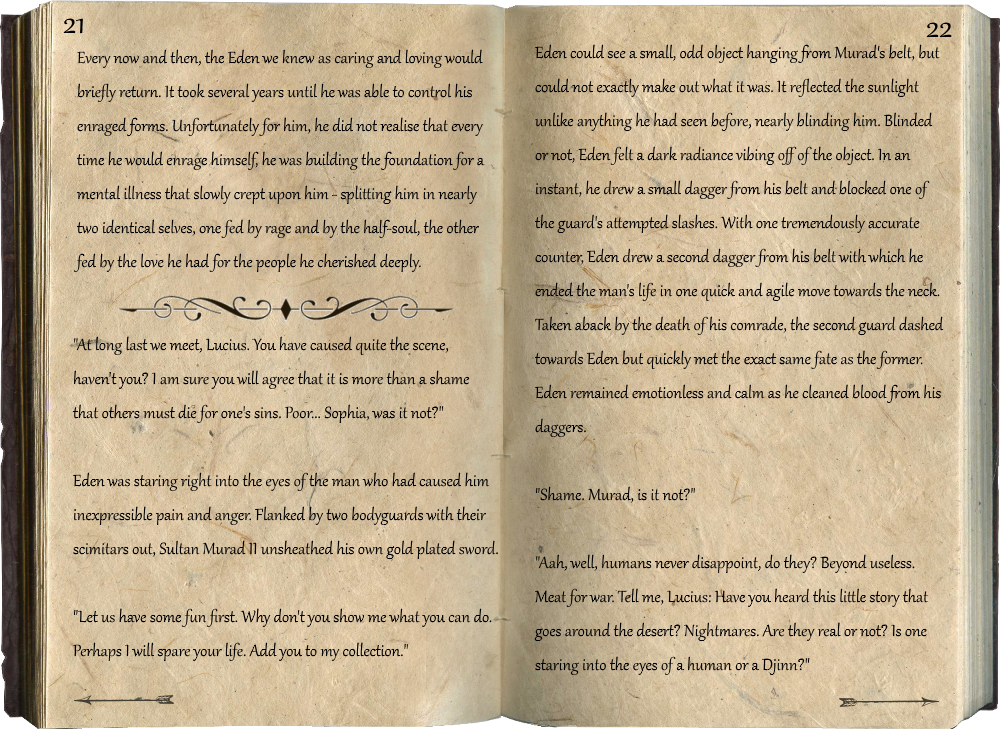 21
Every now and then, the Eden we knew as caring and loving would
briefly return. It took several years until he was able to control his
enraged forms. Unfortunately for him, he did not realise that every
time he would enrage himself, he was building the foundation for a
mental illness that slowly crept upon him - splitting him in nearly
two identical selves, one fed by rage and by the half-soul, the other
fed by the love he had for the people he cherished deeply.
"At long last we meet, Lucius. You have caused quite the scene,
haven't you? I am sure you will agree that it is more than a shame
that others must die for one's sins. Poor... Sophia, was it not?"
Eden was staring right into the eyes of the man who had caused him
inexpressible pain and anger. Flanked by two bodyguards with their
scimitars out, Sultan Murad II unsheathed his own gold plated sword.
"Let us have some fun first. Why don't you show me what you can do.
Perhaps I will spare your life. Add you to my collection."
22
Eden could see a small, odd object hanging from Murad's belt, but
could not exactly make out what it was. It reflected the sunlight
unlike anything he had seen before, nearly blinding him. Blinded
or not, Eden felt a dark radiance vibing off of the object. In an
instant, he drew a small dagger from his belt and blocked one of
the guard's attempted slashes. With one tremendously accurate
counter, Eden drew a second dagger from his belt with which he
ended the man's life in one quick and agile move towards the neck.
Taken aback by the death of his comrade, the second guard dashed
towards Eden but quickly met the exact same fate as the former.
Eden remained emotionless and calm as he cleaned blood from his
daggers.
"Shame. Murad, is it not?"
"Aah, well, humans never disappoint, do they? Beyond useless.
Meat for war. Tell me, Lucius: Have you heard this little story that
goes around the desert? Nightmares. Are they real or not? Is one
staring into the eyes of a human or a Djinn?"